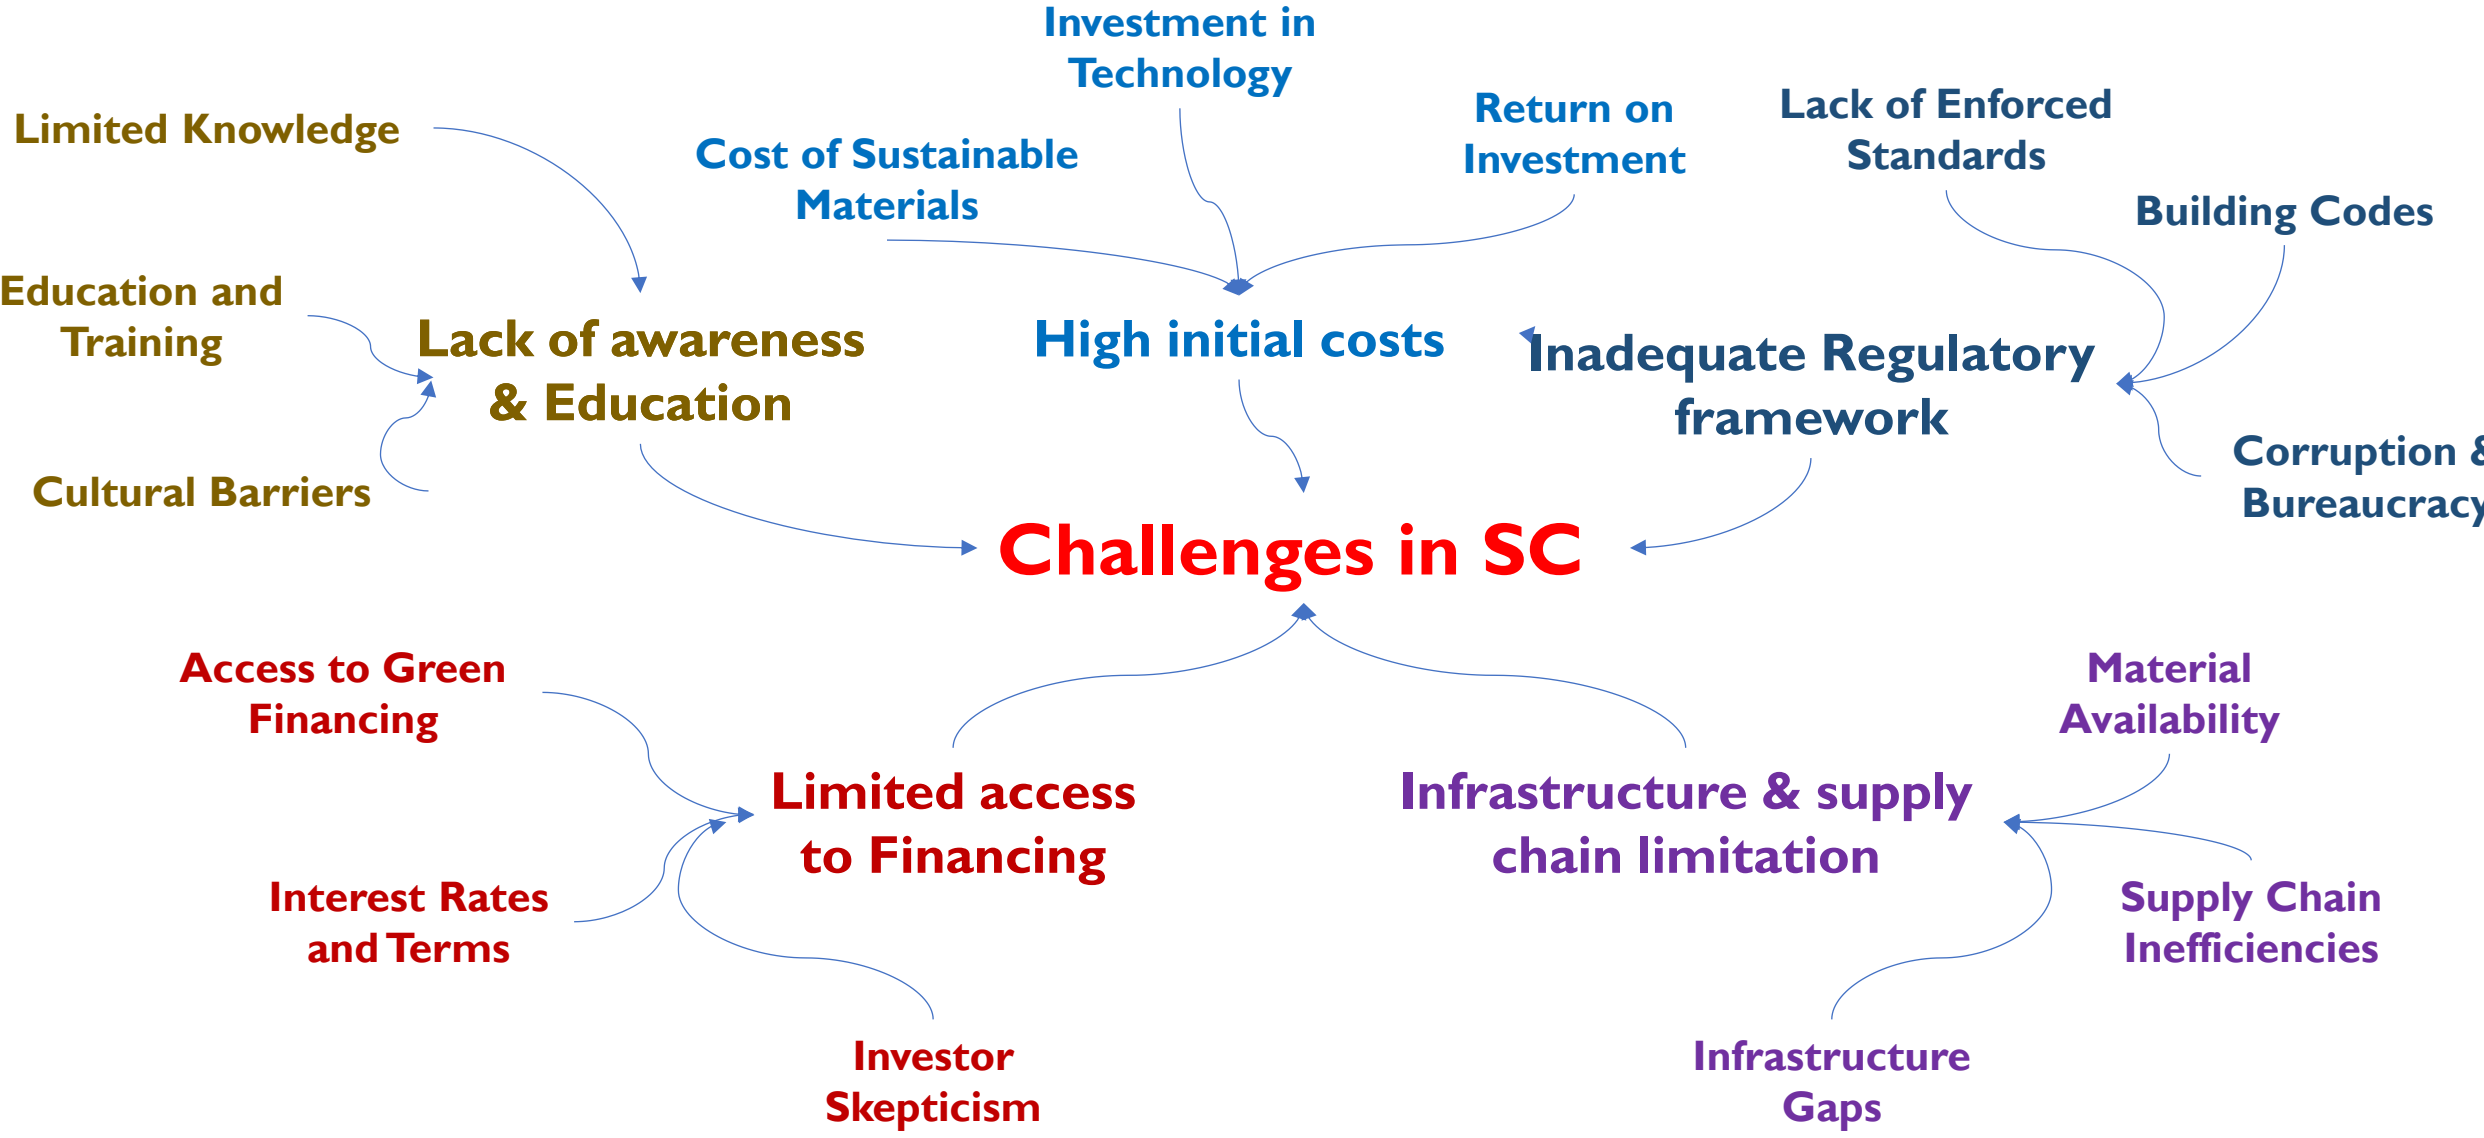 Investment in
Technology
Limited Knowledge
Cost of Sustainable
Materials
Return on
Investment
Lack of Enforced
Standards
Building Codes
Education and
Training
Lack of awareness
& Education
High initial costs
Inadequate Regulatory
framework
Cultural Barriers
Corruption &
Bureaucracy
Challenges in SC
Access to Green
Financing
Material
Availability
Limited access
to Financing
Infrastructure & supply
chain limitation
Interest Rates
and Terms
Supply Chain
Inefficiencies
Investor
Skepticism
Infrastructure
Gaps